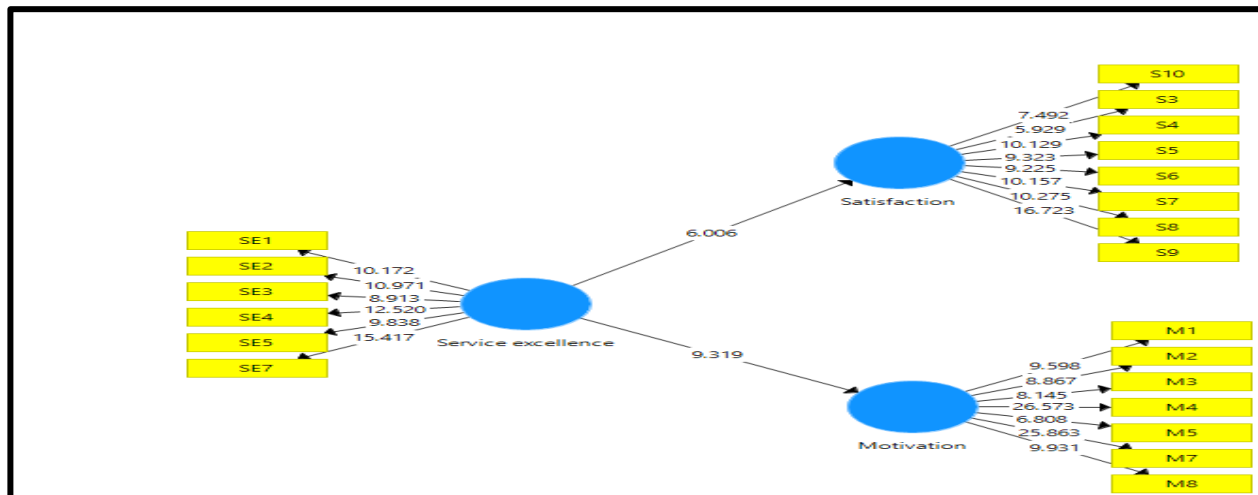 S10
S3
S4
S5
S6
S7
S8
S9
7.492
5.929
10.129
9.323
9.225
10.157
10.275
16.723
Satisfaction
6.006
SE1
SE2
SE3
SE4
SE5
SE7
10.172
10.971
8.913
12.520
9.838
15.417
Service excellence
9.319
M1
M2
M3
M4
M5
M7
M8
9.598
8.867
8.145
26.573
6.808
25.863
9.931
Motivation